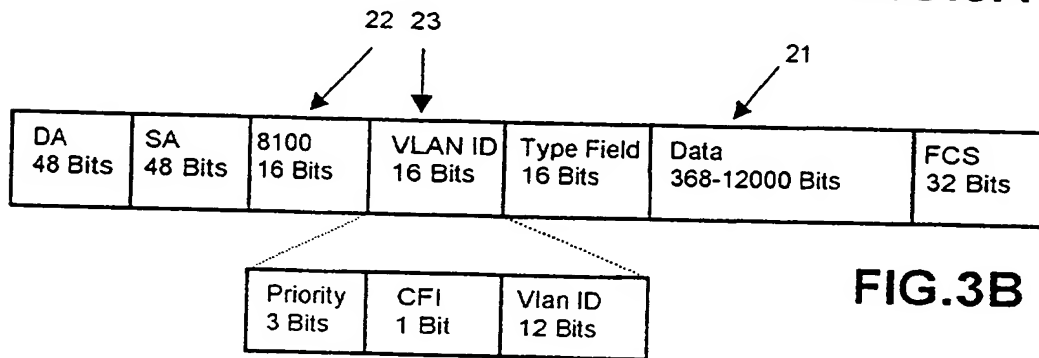 22 23
21
DA
48 Bits
SA
48 Bits
8100
16 Bits
VLAN ID
16 Bits
Type Field
16 Bits
Data
368-12000 Bits
FCS
32 Bits
Priority
3 Bits
CFI
1 Bit
Vlan ID
12 Bits
FIG.3B